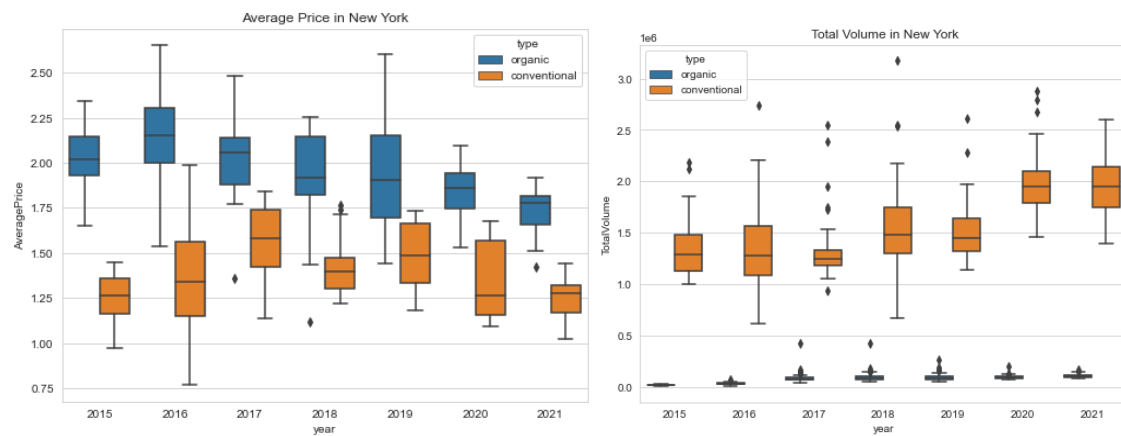 Average Price in New York
type
organic
conventional
AveragePrice
2.50
2.25
2.00
1.75
1.50
1.25
1.00
0.75
2015 2016 2017 2018 2019 2020 2021
year
Total Volume in New York
1e6
type
organic
conventional
TotalVolume
3.0
2.5
2.0
1.5
1.0
0.5
0.0
2015 2016 2017 2018 2019 2020 2021
year